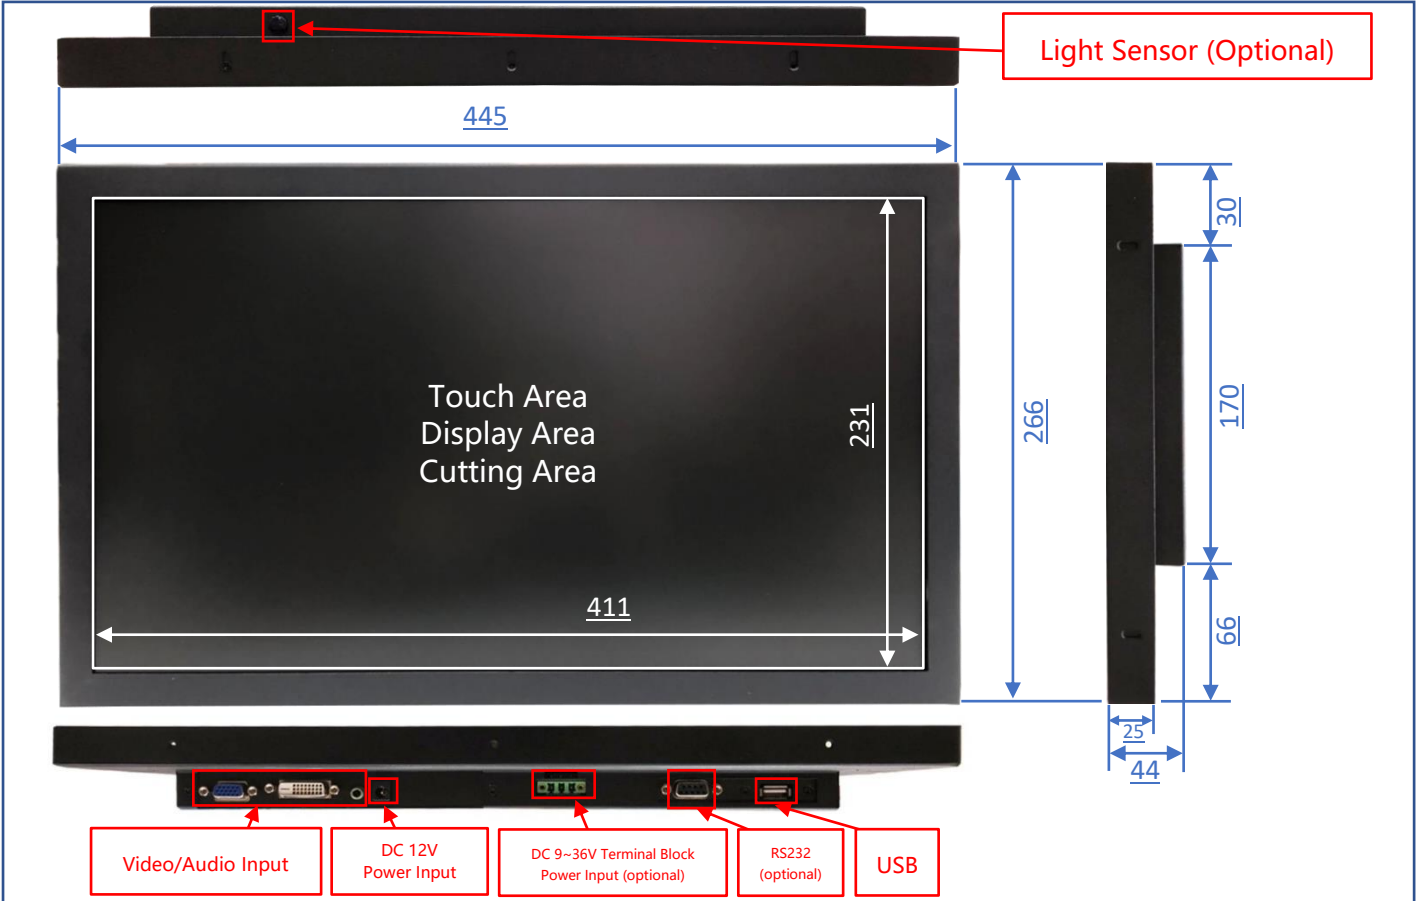 Light Sensor (Optional)
445
30
Touch Area
Display Area
Cutting Area
231
266
170
411
66
25
44
Video/Audio Input
DC 12V
Power Input
DC 9~36V Terminal Block
Power Input (optional)
RS232
(optional)
USB